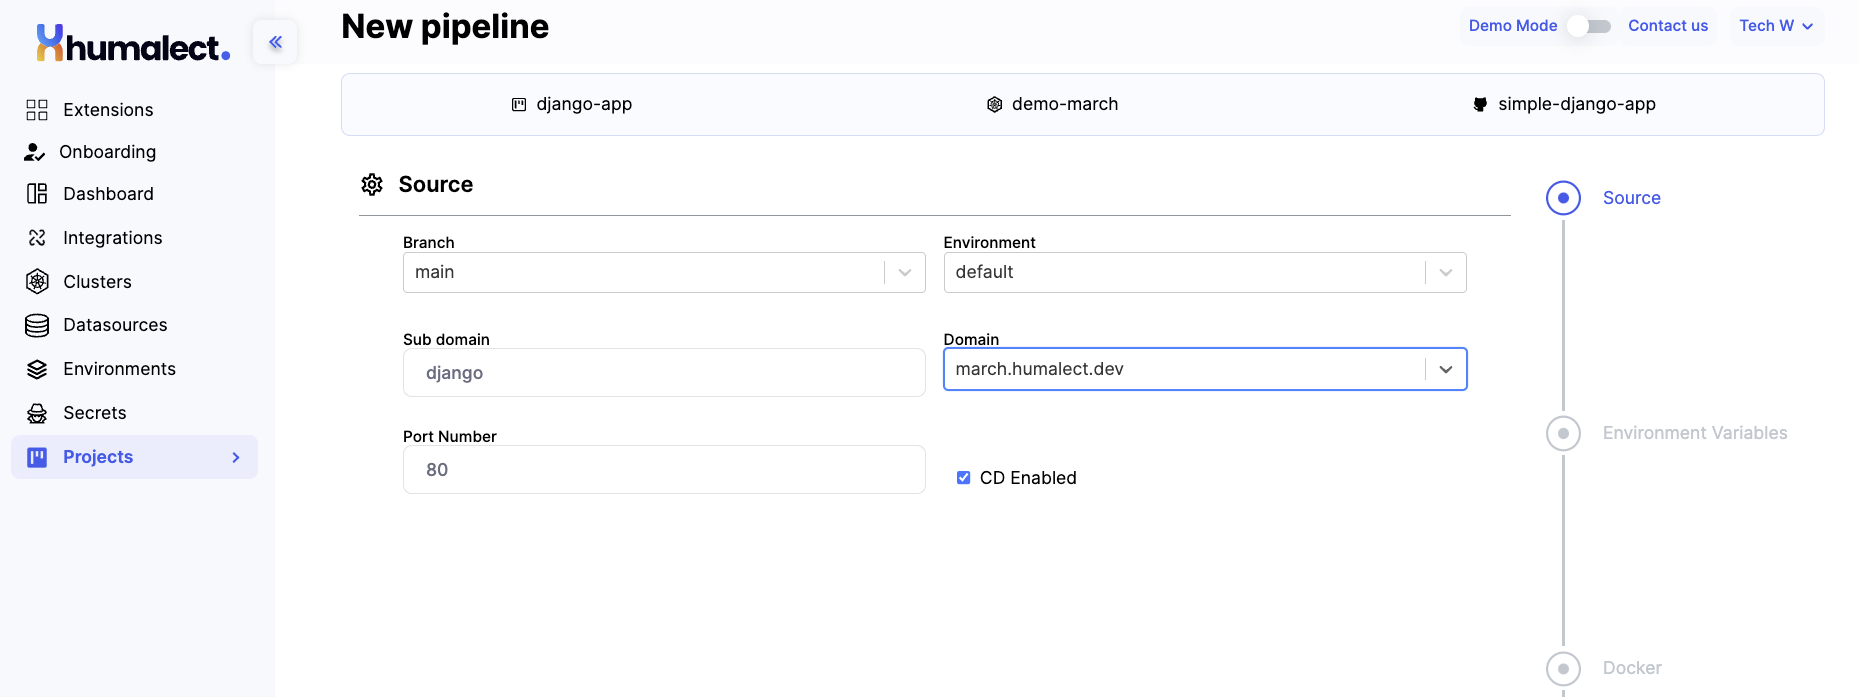 humalect.
New pipeline
Demo Mode
Contact us
Tech W
Extensions
Onboarding
Dashboard
Integrations
Clusters
Datasources
Environments
Secrets
Projects
django-app
demo-march
simple-django-app
Source
Branch
main
Environment
default
Sub domain
django
Domain
march.humalect.dev
Port Number
80
CD Enabled
Source
Environment Variables
Docker